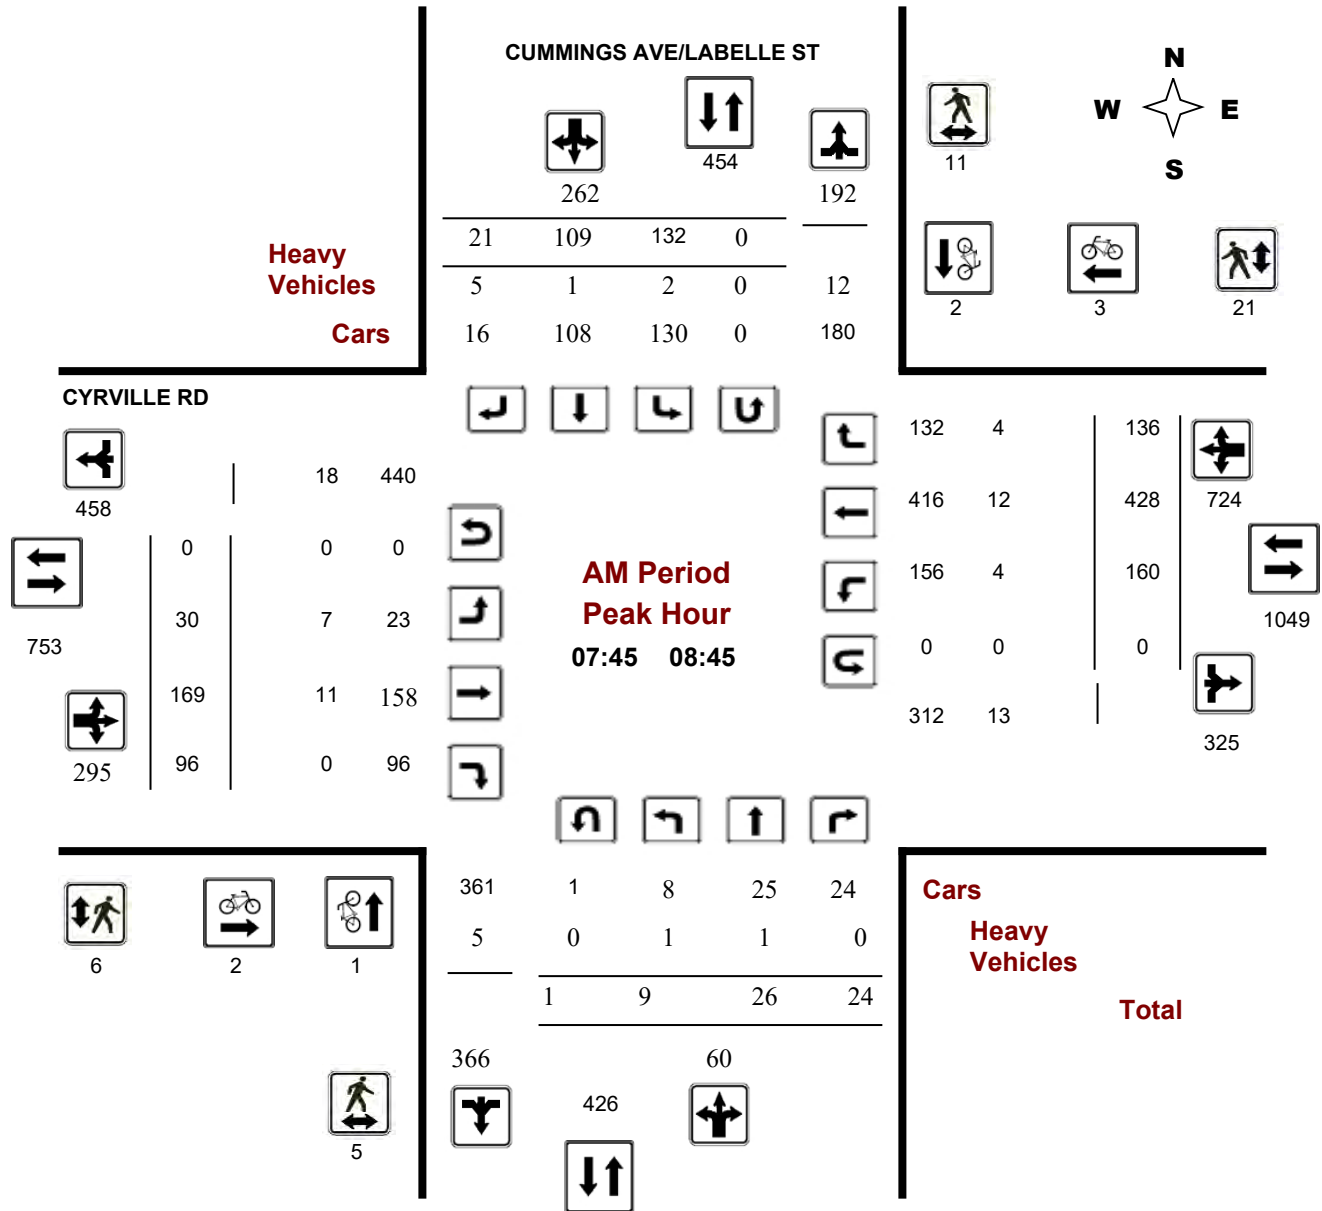 CUMMINGS AVE/LABELLE ST
N
W E
S
454
11
262 192
21 109 132 0
Heavy
Vehicles
5 1 2 0 12
2 3 21
Cars
16 108 130 0 180
CYRVILLE RD
132 4 136
18 440
458
416 12 428 724
0 0 0
AM Period
156 4 160
Peak Hour
30 7 23
1049
753
07:45 08:45
0 0 0
169 11 158
312 13
325
295 96 0 96
361 1 8 25 24
Cars
5 0 1 1 0
Heavy
Vehicles
6 2 1
1 9 26 24
Total
366 60
426
5